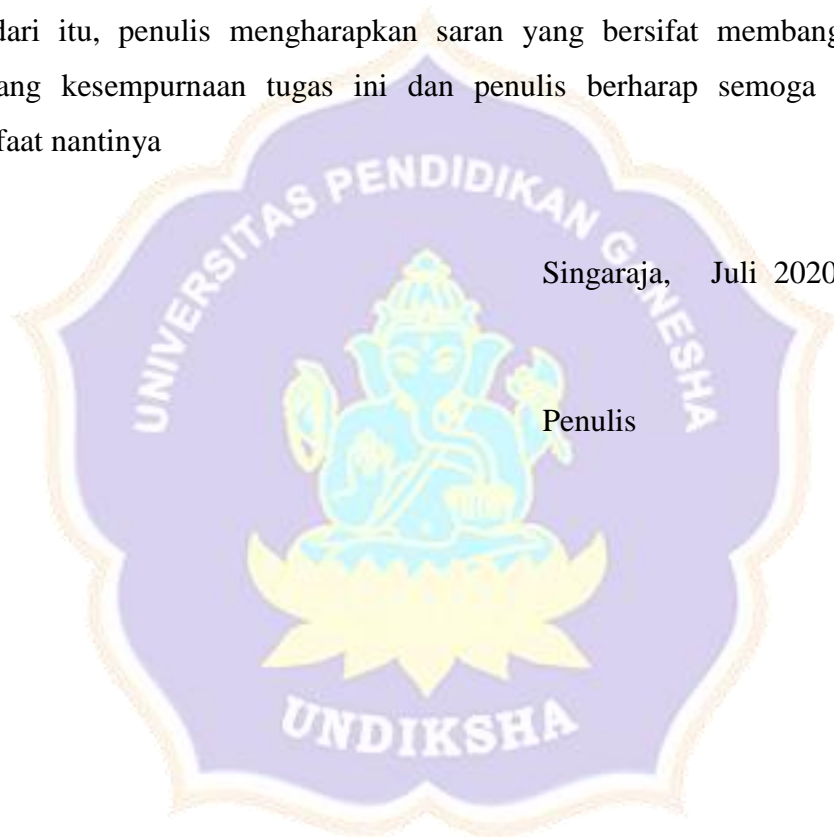 dari itu, penulis mengharapkan saran yang bersifat membang
ang kesempurnaan tugas ini dan penulis berharap semoga
faat nantinya
UNIVERSITAS PENDIDIKAN GANESHA
Singaraja, Juli 2020
Penulis
UNDIKSHA